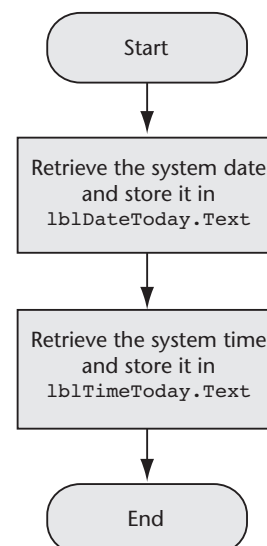 Start
Retrieve the system date
and store it in
lblDateToday.Text
Retrieve the system time
and store it in
lblTimeToday.Text
End